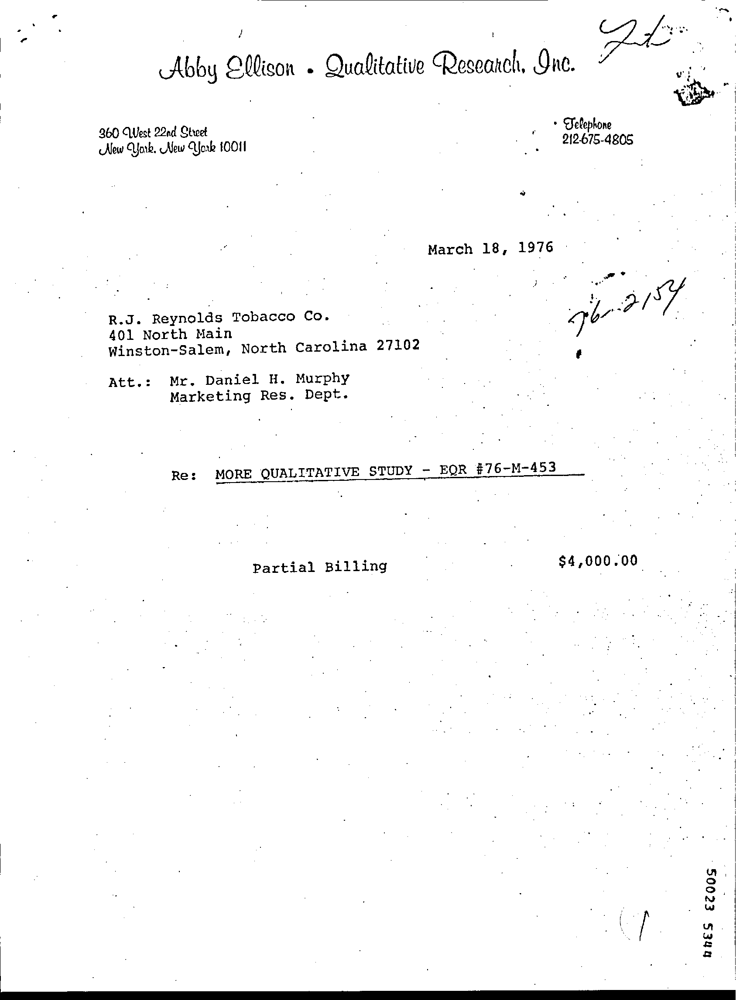 Abby Ellison • Qualitative Research, Inc.
360 West 22nd Street
New York, New York 10011
Telephone
212-675-4805
March 18, 1976
76-2154
R.J. Reynolds Tobacco Co.
401 North Main
Winston-Salem, North Carolina 27102
Att.: Mr. Daniel H. Murphy
Marketing Res. Dept.
Re: MORE QUALITATIVE STUDY - EQR #76-M-453
Partial Billing $4,000.00
50023 5344